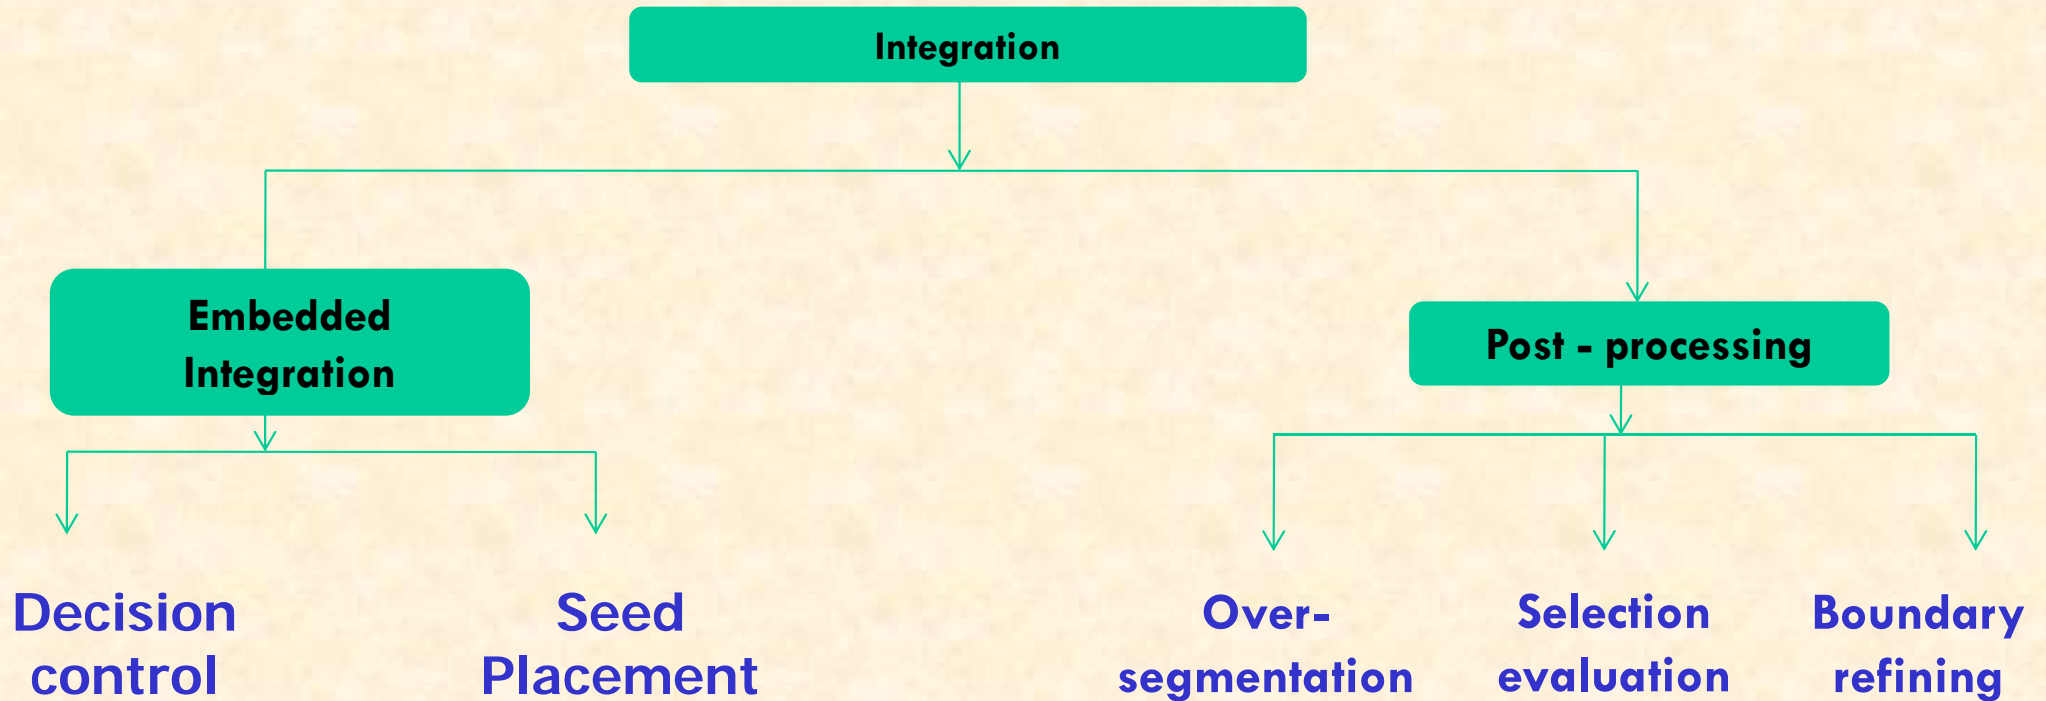 Integration
Embedded
Integration
Post - processing
Decision
control
Seed
Placement
Over-
segmentation
Selection
evaluation
Boundary
refining